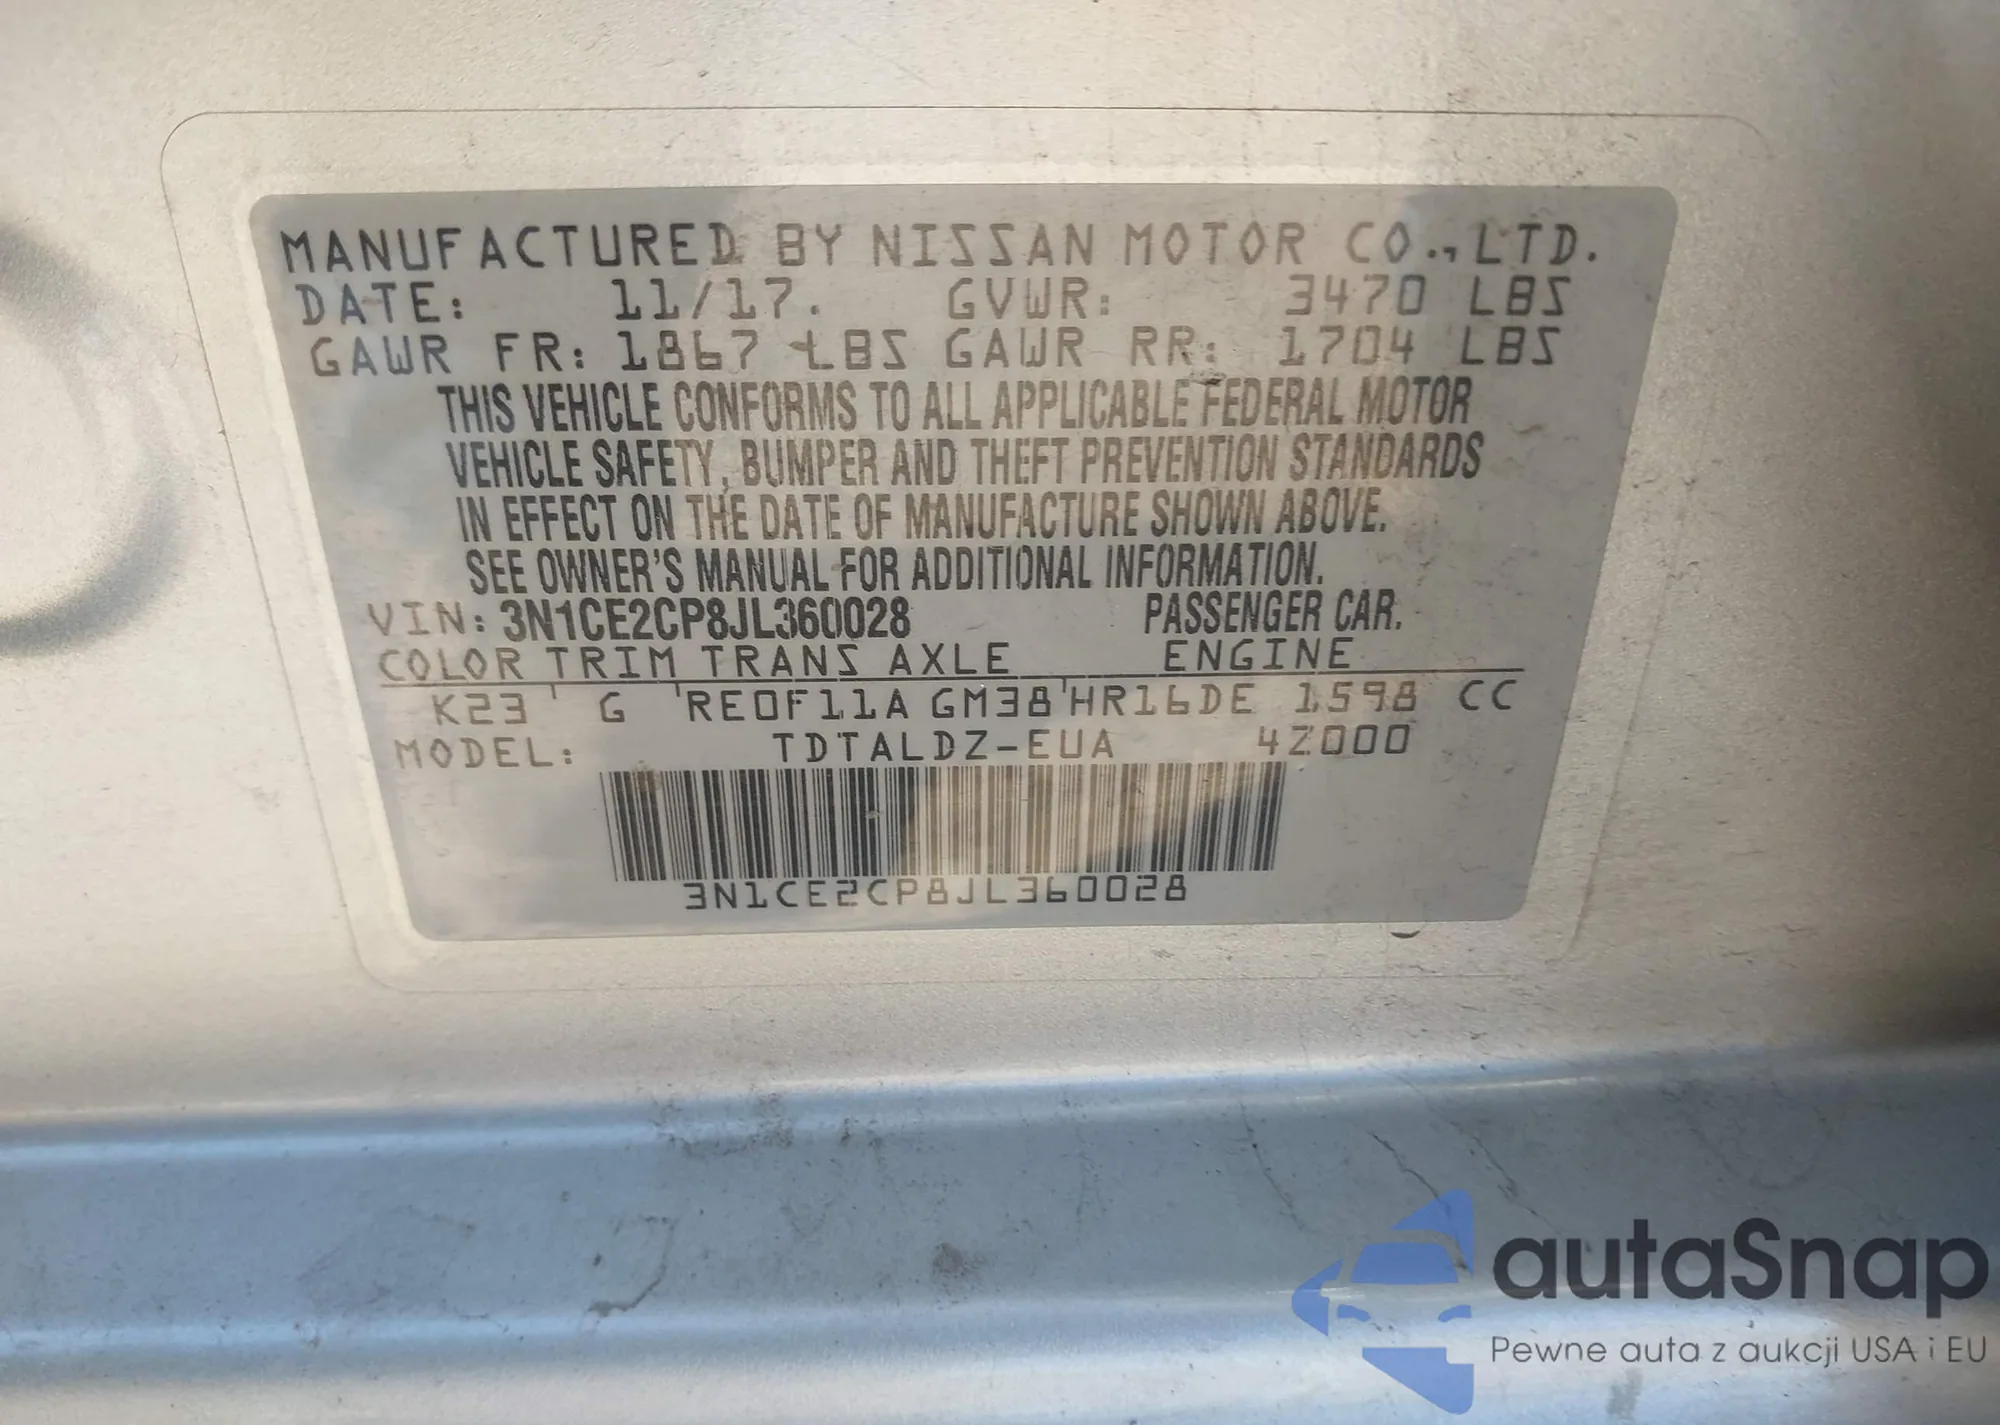 MANUFACTURED BY NISSAN MOTOR CO., LTD.
DATE: 11/17. GVWR: 3470 LBS
GAWR FR: 1867 LBS GAWR RR: 1704 LBS
THIS VEHICLE CONFORMS TO ALL APPLICABLE FEDERAL MOTOR
VEHICLE SAFETY, BUMPER AND THEFT PREVENTION STANDARDS
IN EFFECT ON THE DATE OF MANUFACTURE SHOWN ABOVE.
SEE OWNER'S MANUAL FOR ADDITIONAL INFORMATION.
VIN: 3N1CE2CP8JL360028 PASSENGER CAR.
COLOR TRIM TRANS AXLE ENGINE
K23 G RE0F11A GM38 HR16DE 1598 CC
MODEL: TDTALDZ-EUA 4Z000
3N1CE2CP8JL360028
autaSnap
Pewne auta z aukcji USA i EU